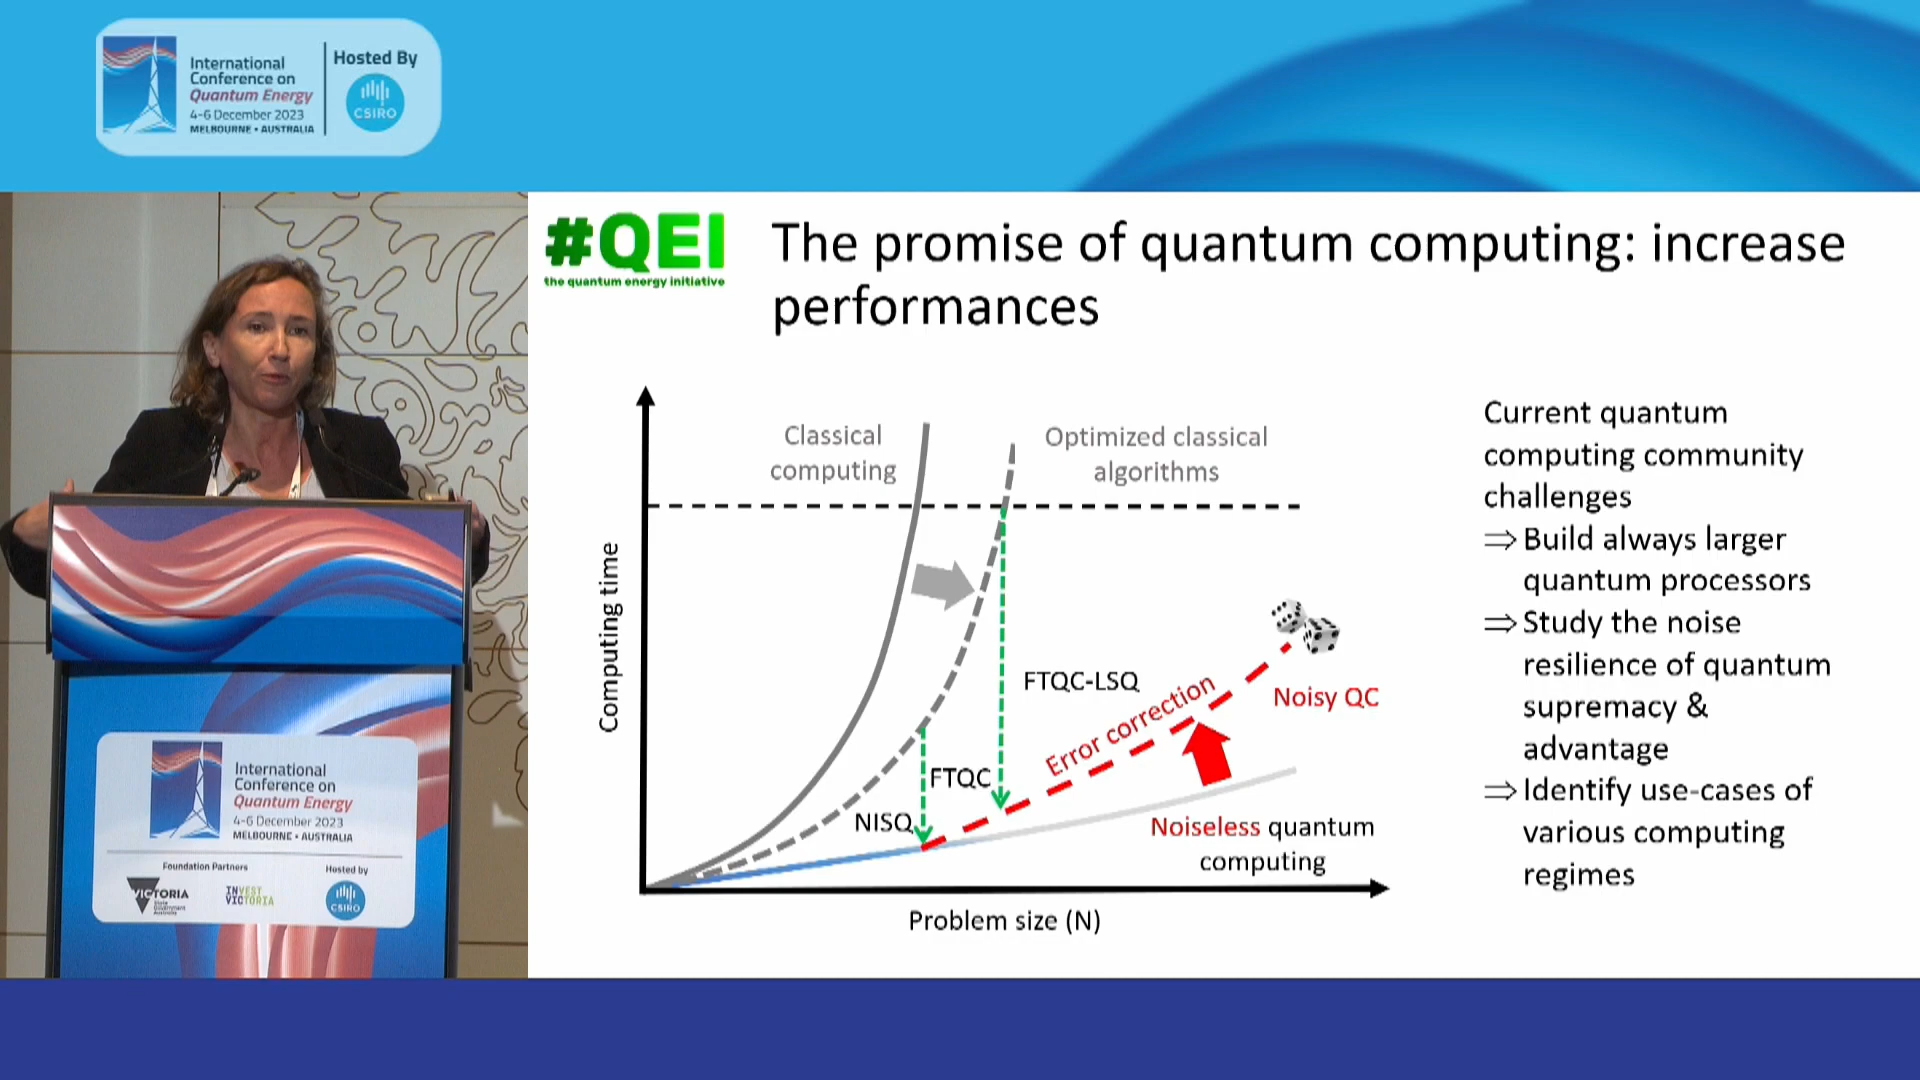 International
Conference on
Quantum Energy
4-6 December 2023
MELBOURNE • AUSTRALIA
Hosted By
CSIRO
#QEI
the quantum energy initiative
The promise of quantum computing: increase
performances
Classical
computing
Optimized classical
algorithms
Computing time
FTQC-LSQ
Error correction
Noisy QC
FTQC
NISQ
Noiseless quantum
computing
Problem size (N)
Current quantum
computing community
challenges
⇒ Build always larger
quantum processors
⇒ Study the noise
resilience of quantum
supremacy &
advantage
⇒ Identify use-cases of
various computing
regimes
International
Conference on
Quantum Energy
4-6 December 2023
MELBOURNE • AUSTRALIA
Foundation Partners
Hosted by
VICTORIA
State
Government
INVEST
VICTORIA
CSIRO